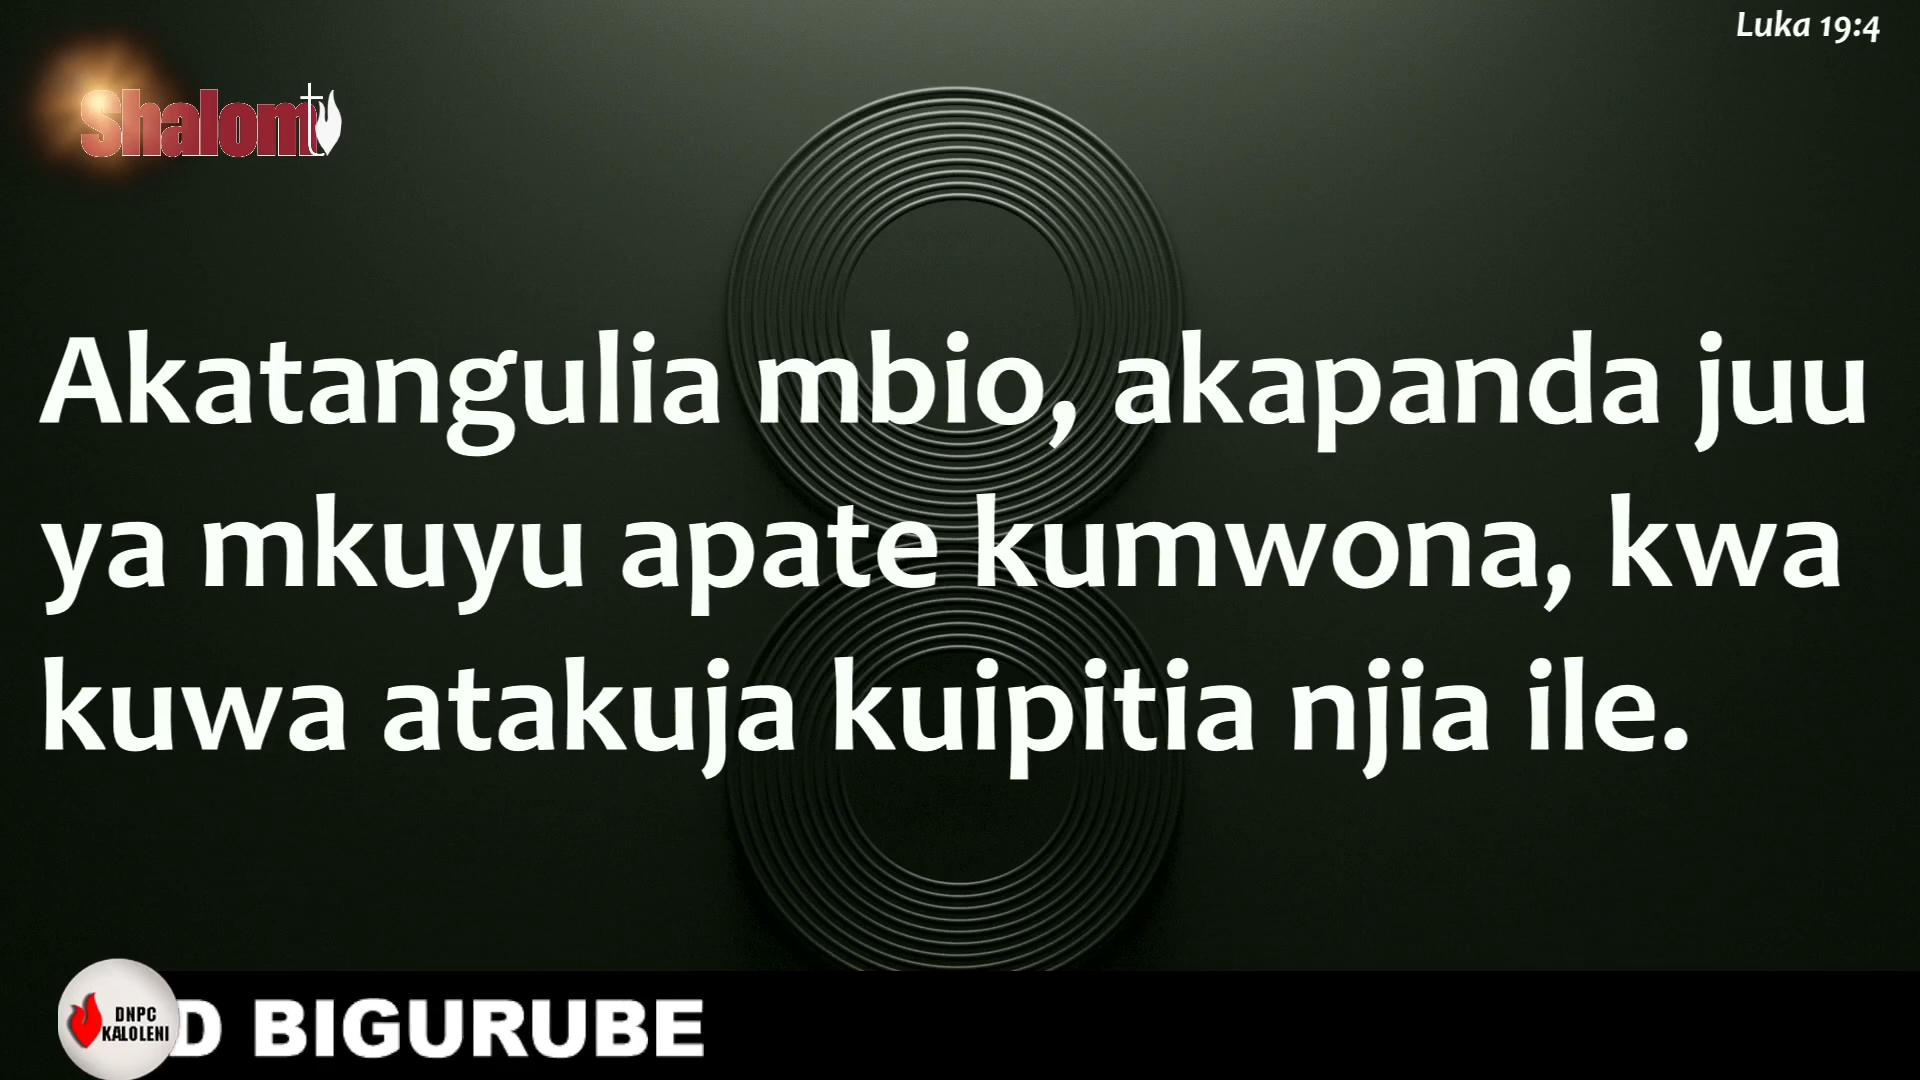 Luka 19:4
Shalom
Akatangulia mbio, akapanda juu
ya mkuyu apate kumwona, kwa
kuwa atakuja kuipitia njia ile.
DNPC
KALOLENI
D BIGURUBE